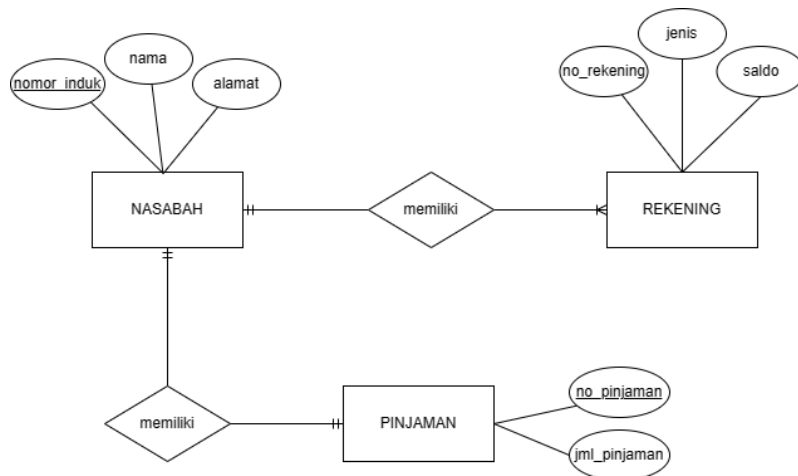 jenis
nama
no_rekening
saldo
nomor_induk
alamat
NASABAH
memiliki
REKENING
no_pinjaman
memiliki
PINJAMAN
jml_pinjaman